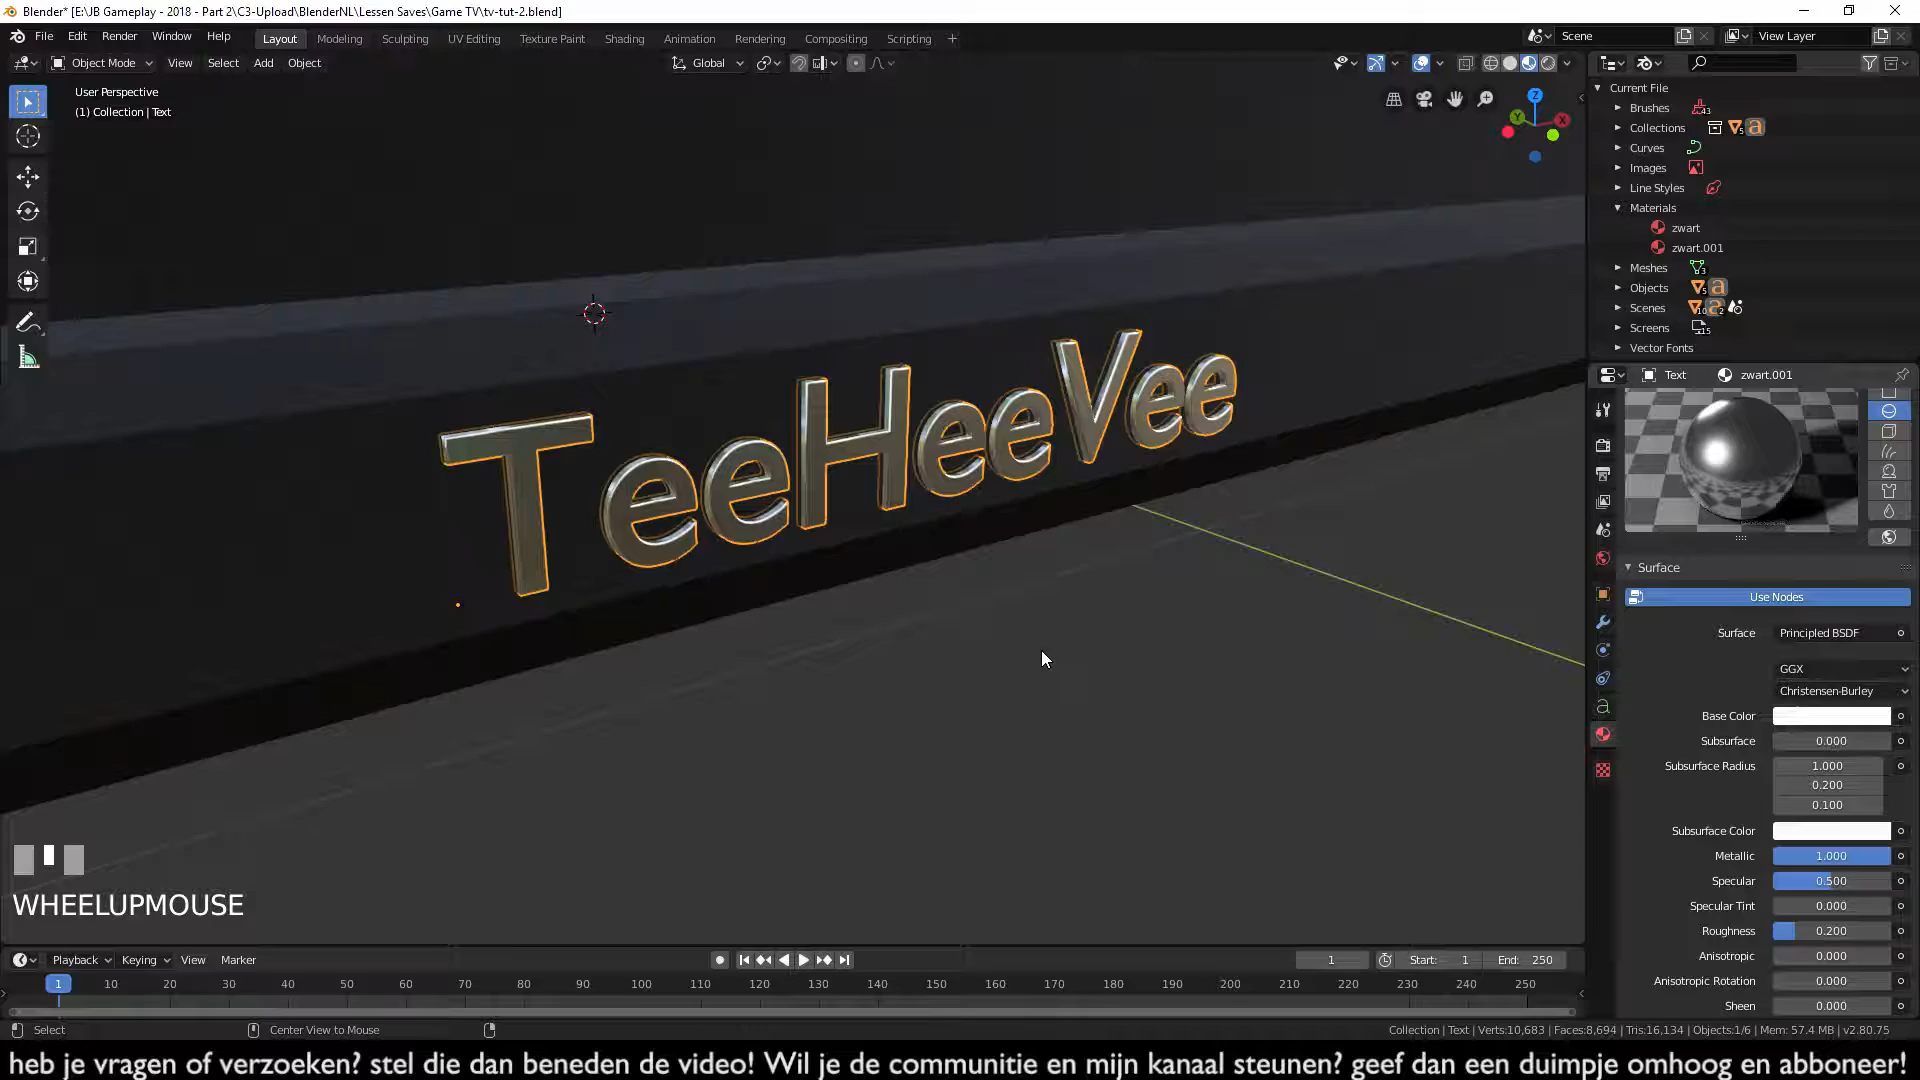 Blender* [E:\JB Gameplay - 2018 - Part 2\C3-Upload\BlenderNL\Lessen Saves\Game TV\tv-tut-2.blend]
File Edit Render Window Help
Layout Modeling Sculpting UV Editing Texture Paint Shading Animation Rendering Compositing Scripting +
Scene
View Layer
Object Mode View Select Add Object
Global
User Perspective
(1) Collection | Text
Z
Y
X
Current File
Brushes
43
Collections
5
Curves
Images
Line Styles
Materials
zwart
zwart.001
Meshes
3
Objects
5
Scenes
10
2
Screens
15
Vector Fonts
TeeHeeVee
Text zwart.001
Surface
Use Nodes
Surface Principled BSDF
GGX
Christensen-Burley
Base Color
Subsurface 0.000
Subsurface Radius 1.000
0.200
0.100
Subsurface Color
Metallic 1.000
Specular 0.500
Specular Tint 0.000
Roughness 0.200
Anisotropic 0.000
Anisotropic Rotation 0.000
Sheen 0.000
WHEELUPMOUSE
Playback Keying View Marker
1 Start: 1 End: 250
1 10 20 30 40 50 60 70 80 90 100 110 120 130 140 150 160 170 180 190 200 210 220 230 240 250
Select Center View to Mouse
Collection | Text | Verts:10,683 | Faces:8,694 | Tris:16,134 | Objects:1/6 | Mem: 57.4 MB | v2.80.75
heb je vragen of verzoeken? stel die dan beneden de video! Wil je de communitie en mijn kanaal steunen? geef dan een duimpje omhoog en abboneer!